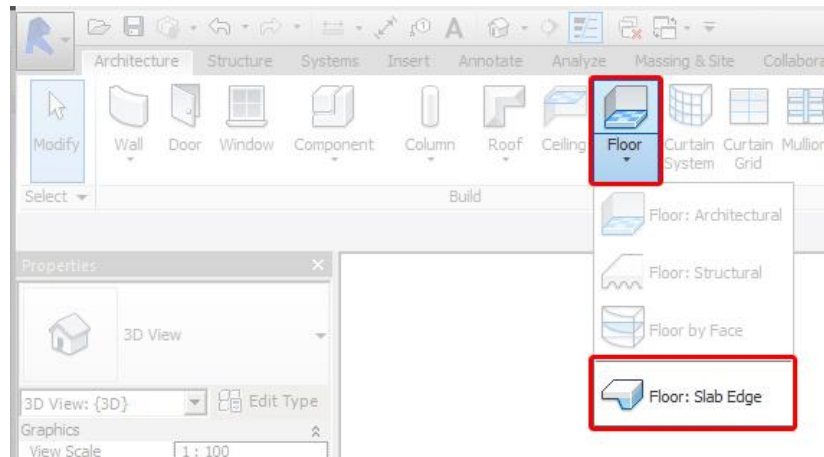 Architecture Structure Systems Insert Annotate Analyze Massing & Site
Modify Wall Door Window Component Column Roof Ceiling Floor Curtain System Curtain Grid Mullion
Select Build
Floor: Architectural
Floor: Structural
Floor by Face
Floor: Slab Edge
Properties
3D View
3D View: {3D} Edit Type
Graphics
View Scale 1 : 100